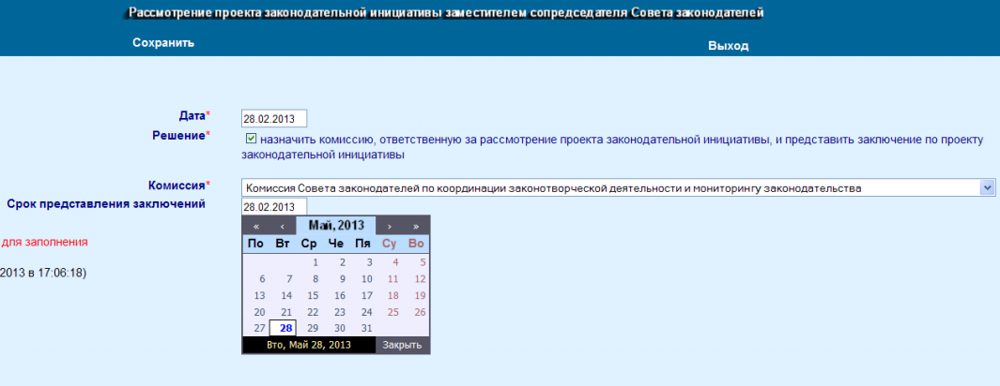 Рассмотрение проекта законодательной инициативы заместителем сопредседателя Совета законодателей
Сохранить Выход
Дата* 28.02.2013
Решение* назначить комиссию, ответственную за рассмотрение проекта законодательной инициативы, и представить заключение по проекту
законодательной инициативы
Комиссия* Комиссия Совета законодателей по координации законотворческой деятельности и мониторингу законодательства
Срок представления заключений 28.02.2013
« ‹ Май, 2013 › »
для заполнения
По Вт Ср Че Пя Су Во
1 2 3 4 5
2013 в 17:06:18)
6 7 8 9 10 11 12
13 14 15 16 17 18 19
20 21 22 23 24 25 26
27 28 29 30 31
Вто, Май 28, 2013 Закрыть